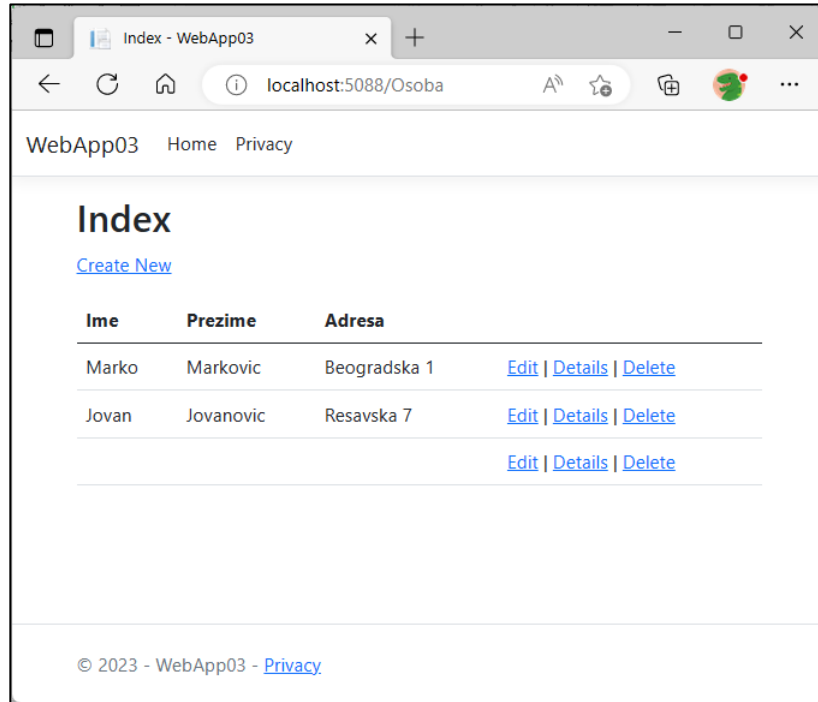 Index - WebApp03
localhost:5088/Osoba
WebApp03 Home Privacy
Index
Create New
Ime Prezime Adresa
Marko Markovic Beogradska 1 Edit | Details | Delete
Jovan Jovanovic Resavska 7 Edit | Details | Delete
Edit | Details | Delete
© 2023 - WebApp03 - Privacy